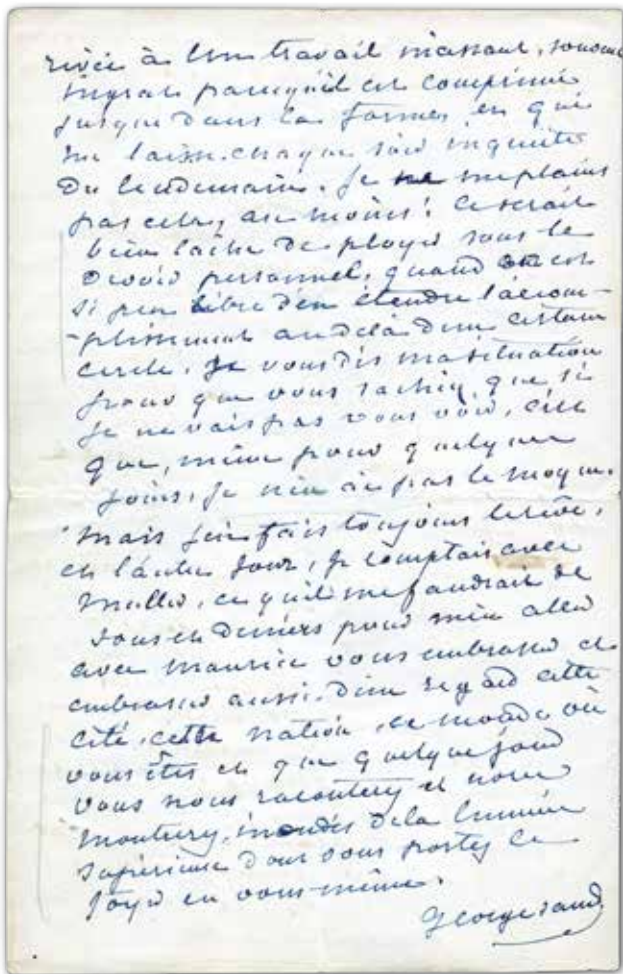 rivée à un travail incessant, souvent
ingrat parcequ'il est comprimé
jusque dans la forme, et qui
me laisse chaque soir inquiète
du lendemain. Je ne me plains
pas cela, au moins! ce serait
bien lâche de ployer sous le
devoir personnel, quand on est
si peu libre d'en étendre l'accom-
-plissement au delà d'un certain
cercle. Je vous dis ma situation
pour que vous sachiez que si
je ne vais pas vous voir, c'est
que, même pour quelques
jours, je n'en ai pas le moyen.
Mais j'en fais toujours le rêve,
et l'autre jour, je comptais avec
Muller, ce qu'il me faudrait de
sous et deniers pour m'en aller
avec Maurice vous embrasser et
embrasser aussi d'un regard cette
cité, cette nation, ce monde où
vous êtes et que quelque jour
vous nous raconterez et nous
montrerez, inondés de la lumière
supérieure dont vous portez le
foyer en vous-même.
George Sand